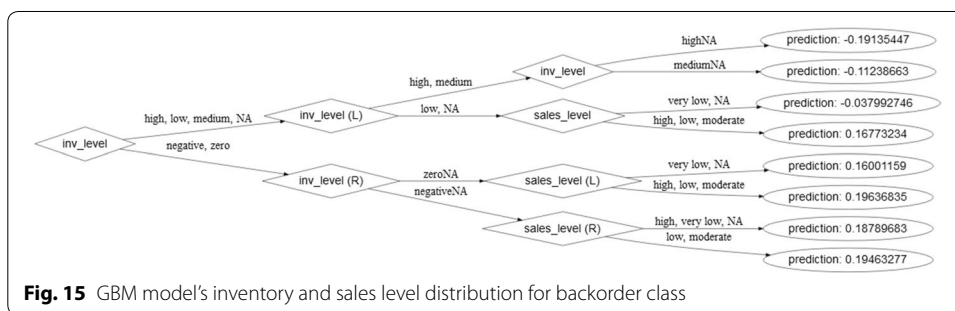 highNA
prediction: -0.19135447
high, medium
inv_level
mediumNA
prediction: -0.11238663
high, low, medium, NA
inv_level (L)
low, NA
sales_level
very low, NA
prediction: -0.037992746
high, low, moderate
prediction: 0.16773234
inv_level
negative, zero
inv_level (R)
zeroNA
negativeNA
sales_level (L)
very low, NA
prediction: 0.16001159
high, low, moderate
prediction: 0.19636835
sales_level (R)
high, very low, NA
prediction: 0.18789683
low, moderate
prediction: 0.19463277
Fig. 15 GBM model’s inventory and sales level distribution for backorder class